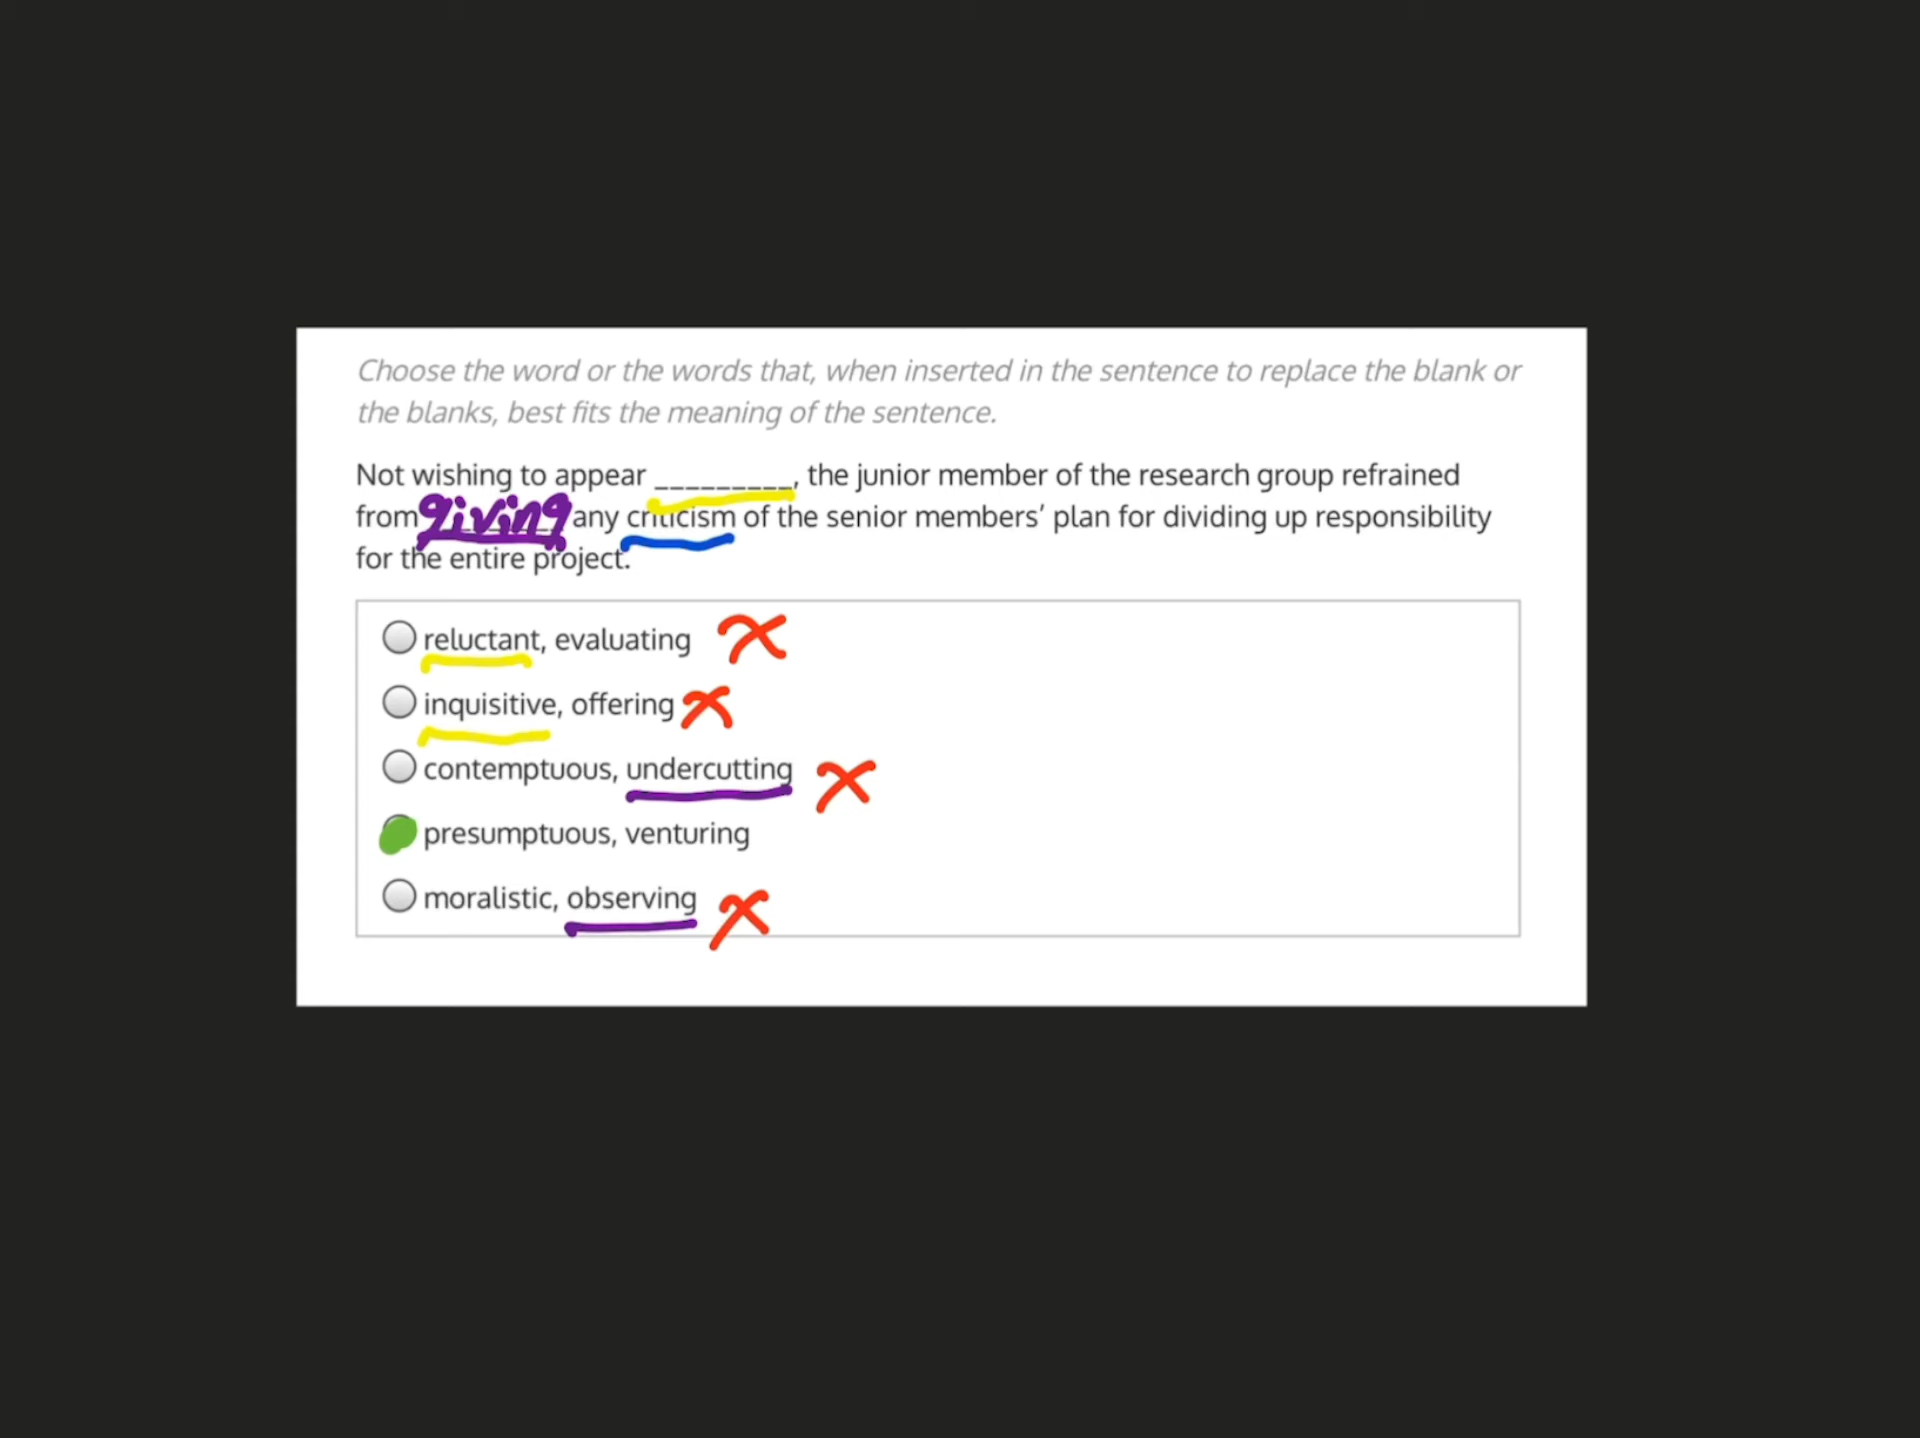 Choose the word or the words that, when inserted in the sentence to replace the blank or
the blanks, best fits the meaning of the sentence.
Not wishing to appear _________, the junior member of the research group refrained
from giving any criticism of the senior members' plan for dividing up responsibility
for the entire project.
reluctant, evaluating
inquisitive, offering
contemptuous, undercutting
presumptuous, venturing
moralistic, observing